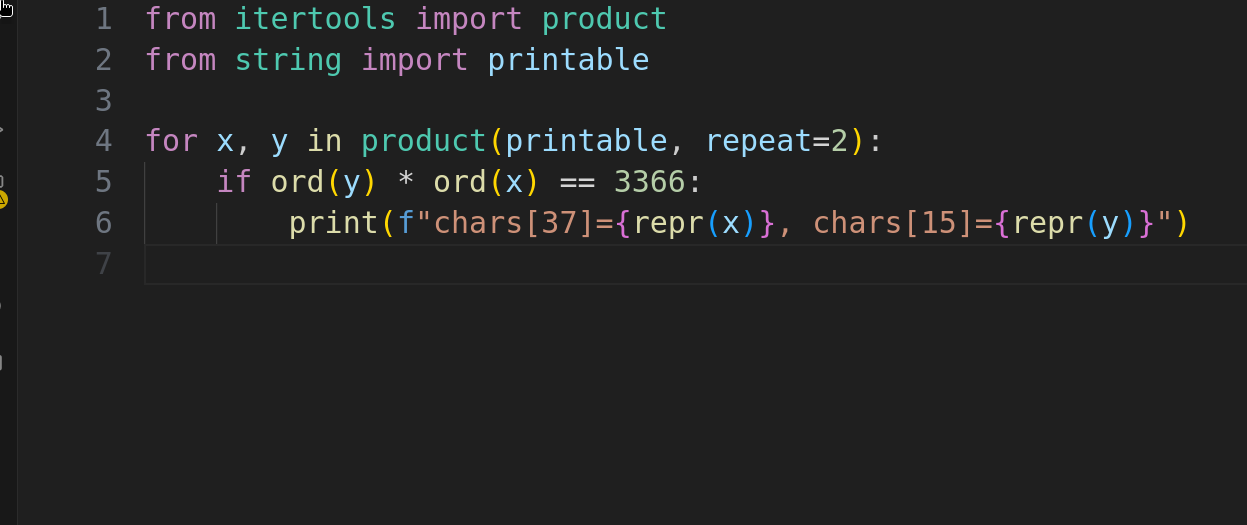 1 from itertools import product
2 from string import printable
3
4 for x, y in product(printable, repeat=2):
5     if ord(y) * ord(x) == 3366:
6         print(f"chars[37]={repr(x)}, chars[15]={repr(y)}")
7